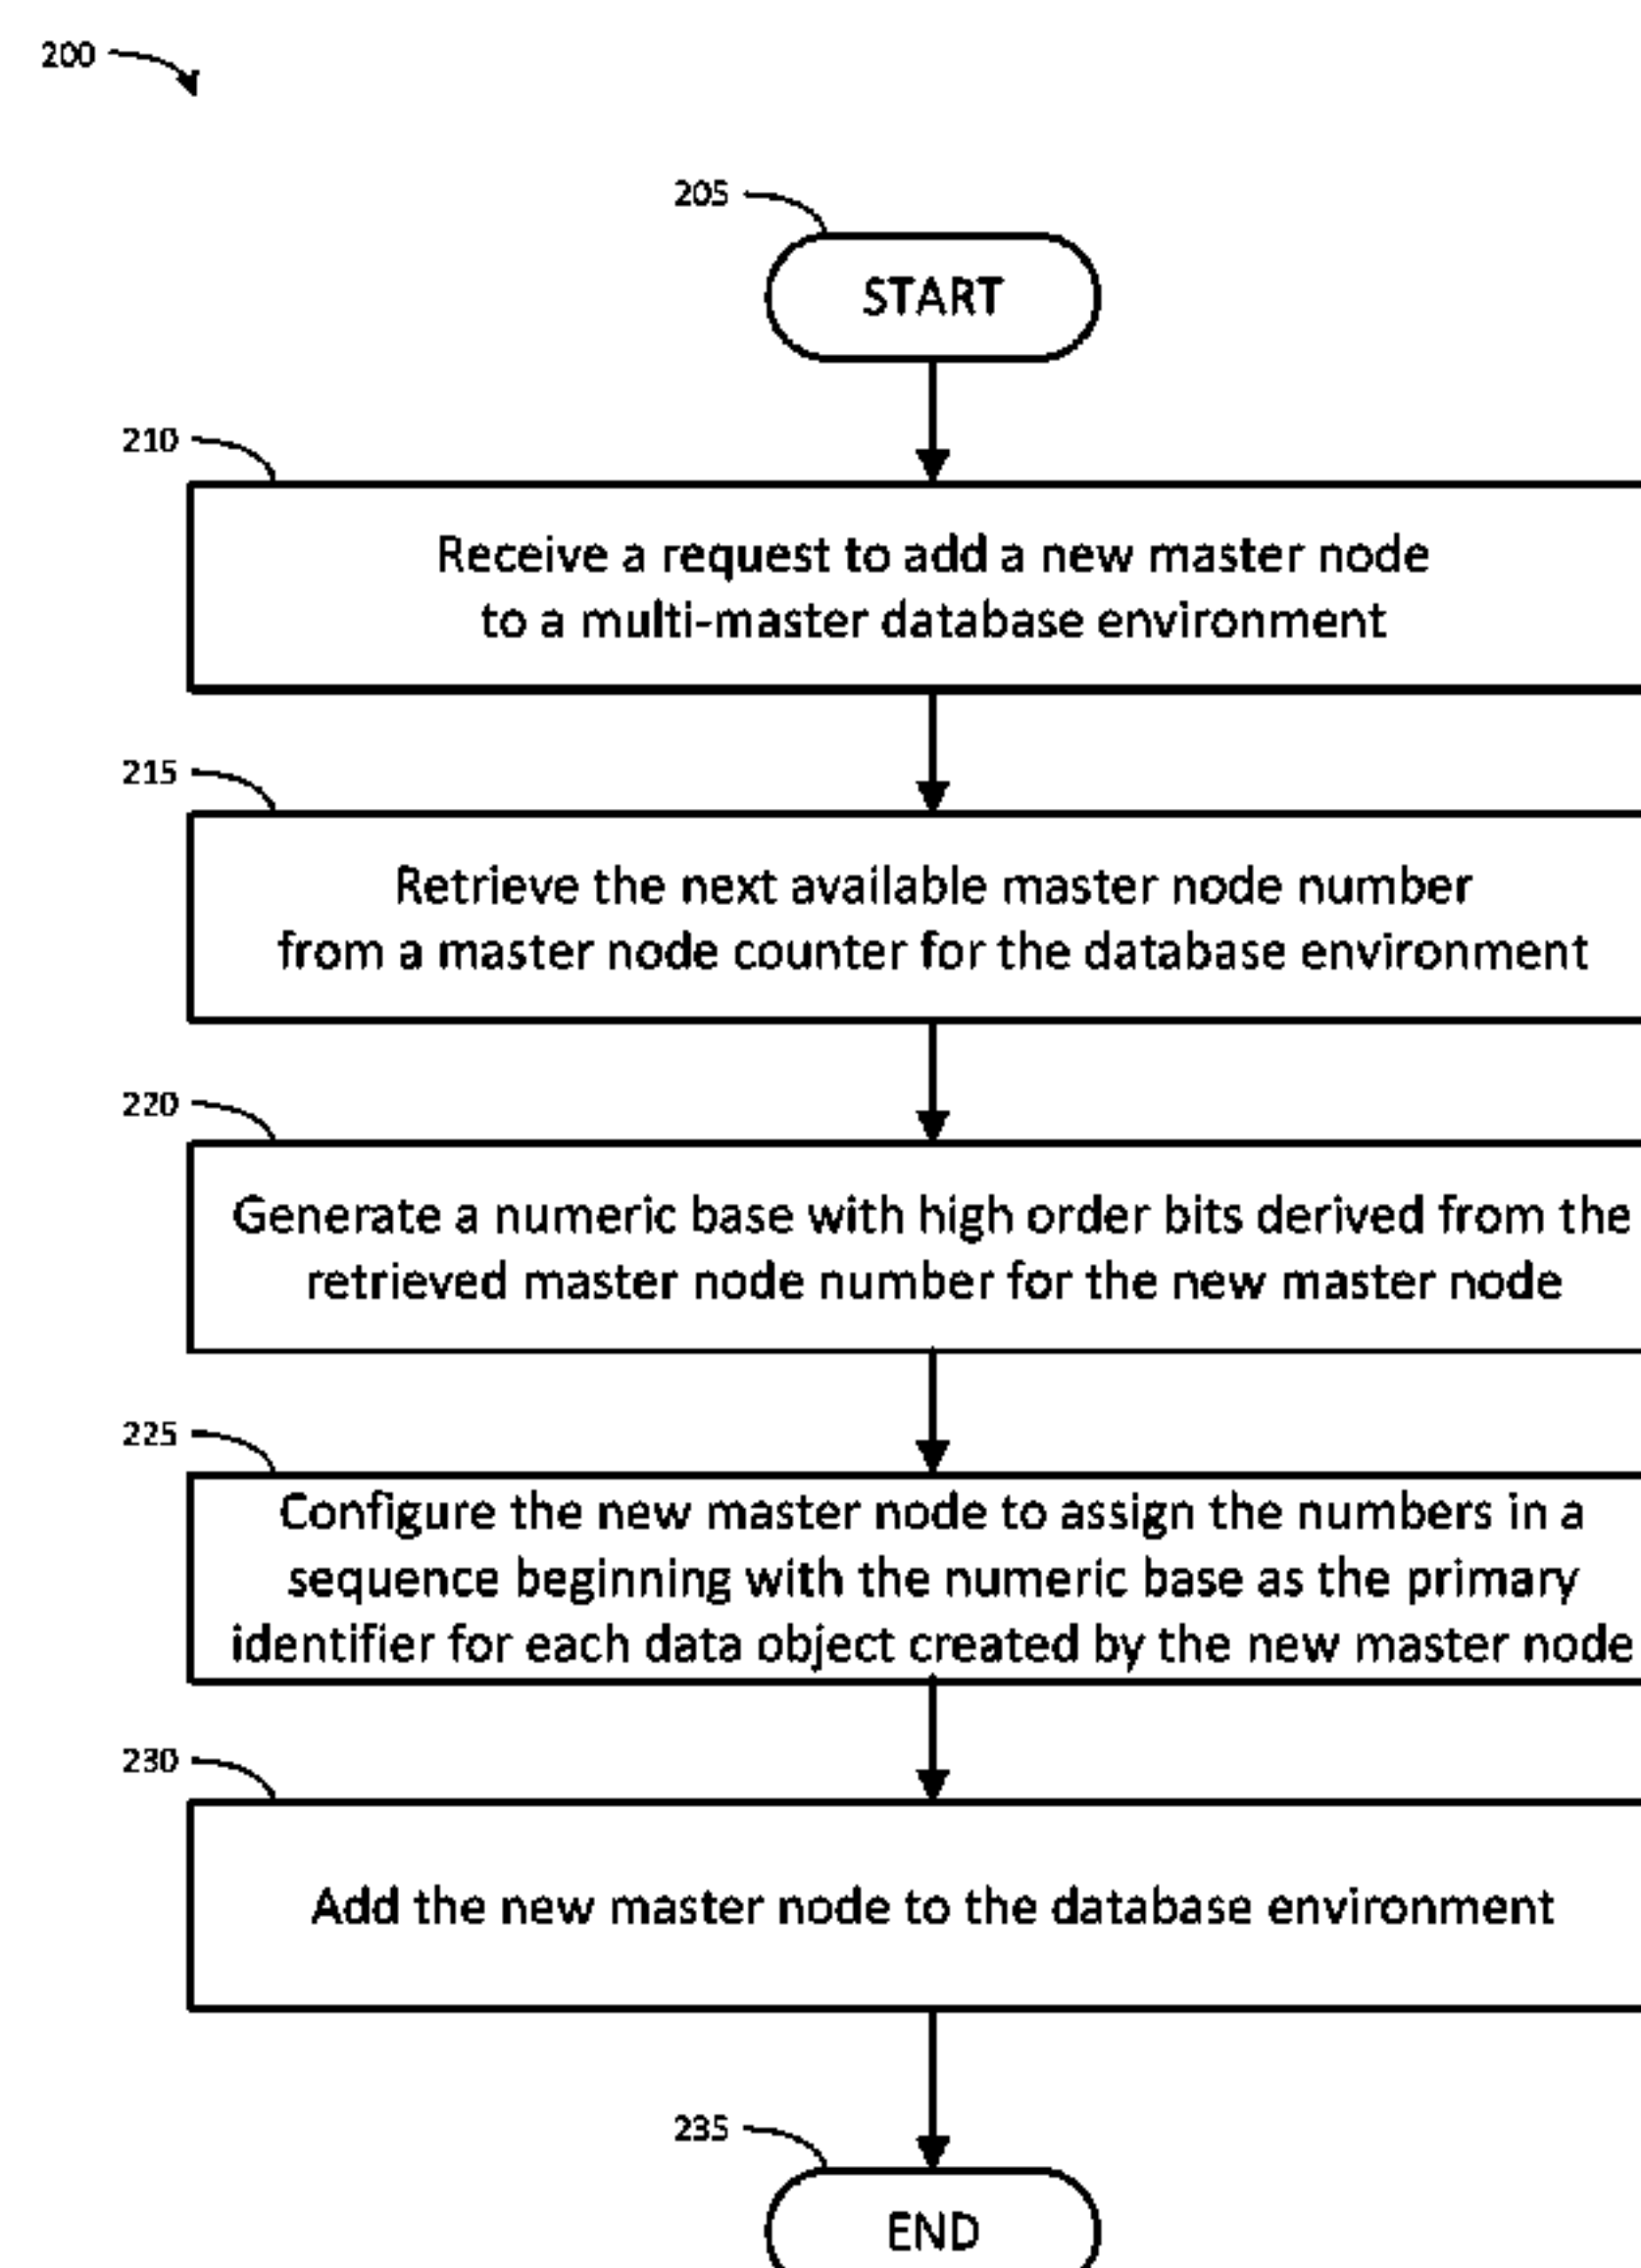 200
205
START
210
Receive a request to add a new master node
to a multi-master database environment
215
Retrieve the next available master node number
from a master node counter for the database environment
220
Generate a numeric base with high order bits derived from the
retrieved master node number for the new master node
225
Configure the new master node to assign the numbers in a
sequence beginning with the numeric base as the primary
identifier for each data object created by the new master node
230
Add the new master node to the database environment
235
END